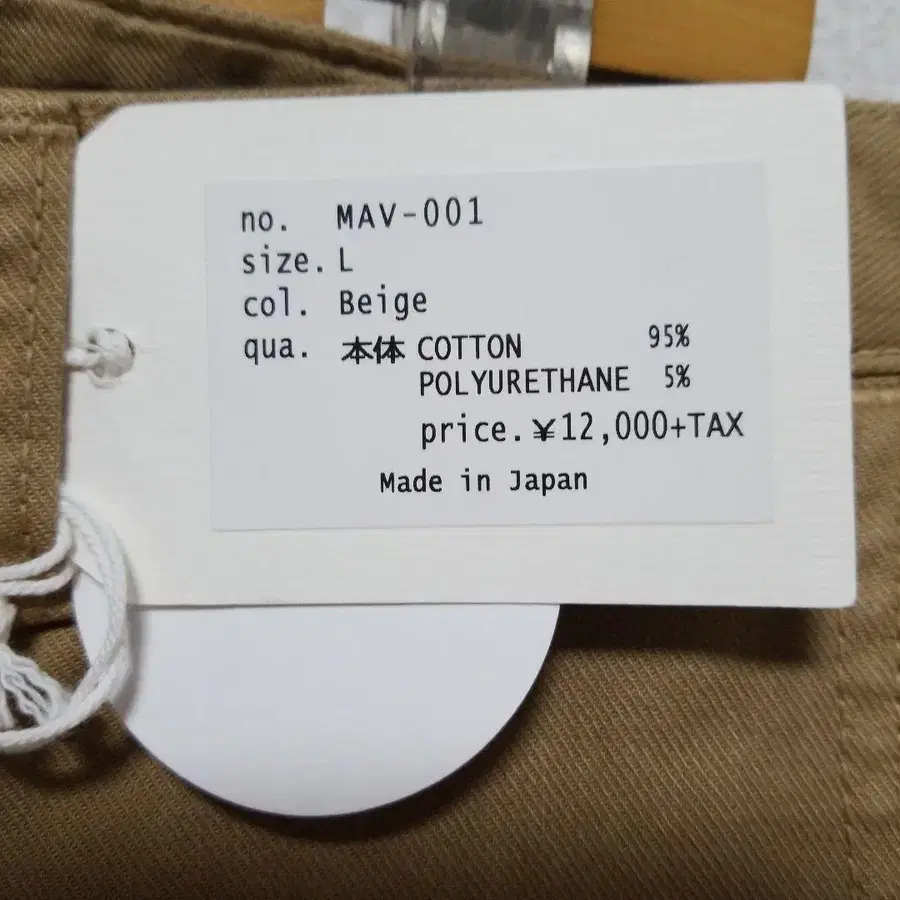 no. MAV-001
size. L
col. Beige
qua. 本体 COTTON 95%
POLYURETHANE 5%
price.¥12,000+TAX
Made in Japan